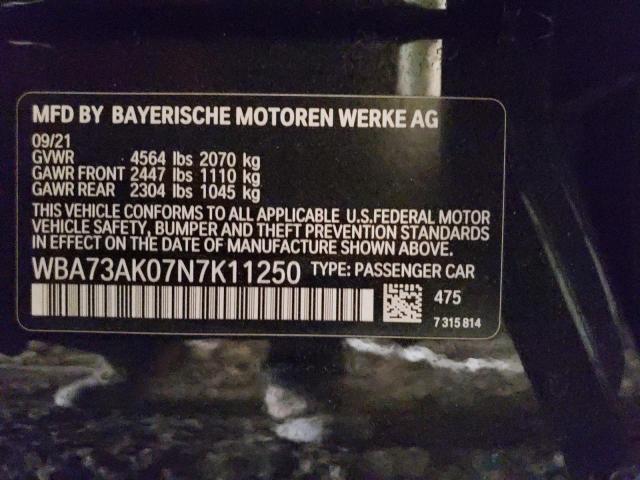 MFD BY BAYERISCHE MOTOREN WERKE AG
09/21
GVWR 4564 lbs 2070 kg
GAWR FRONT 2447 lbs 1110 kg
GAWR REAR 2304 lbs 1045 kg
THIS VEHICLE CONFORMS TO ALL APPLICABLE U.S.FEDERAL MOTOR
VEHICLE SAFETY, BUMPER AND THEFT PREVENTION STANDARDS
IN EFFECT ON THE DATE OF MANUFACTURE SHOWN ABOVE.
WBA73AK07N7K11250 TYPE: PASSENGER CAR
475
7 315 814